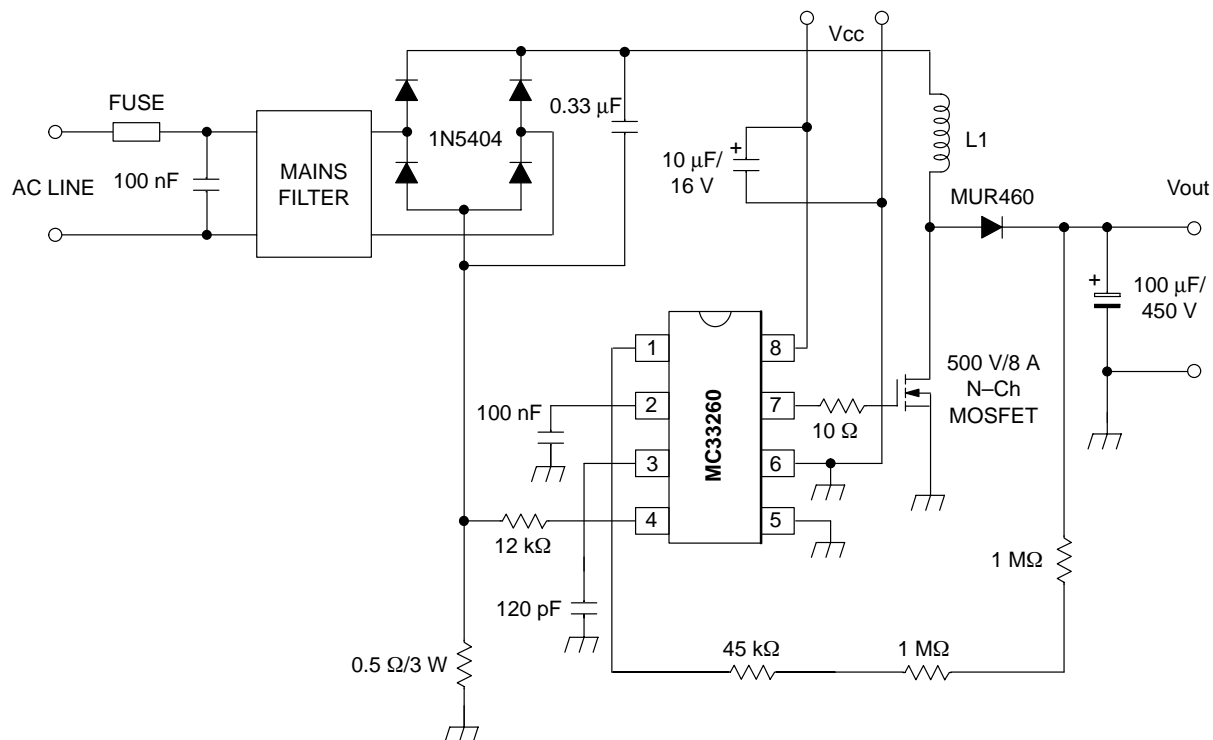 Vcc
FUSE
0.33 μF
1N5404
L1
AC LINE
100 nF
MAINS
FILTER
+
10 μF/
16 V
MUR460
Vout
+
100 μF/
450 V
1
8
500 V/8 A
N–Ch
MOSFET
100 nF
2
7
10 Ω
MC33260
3
6
4
5
12 kΩ
1 MΩ
120 pF
0.5 Ω/3 W
45 kΩ
1 MΩ